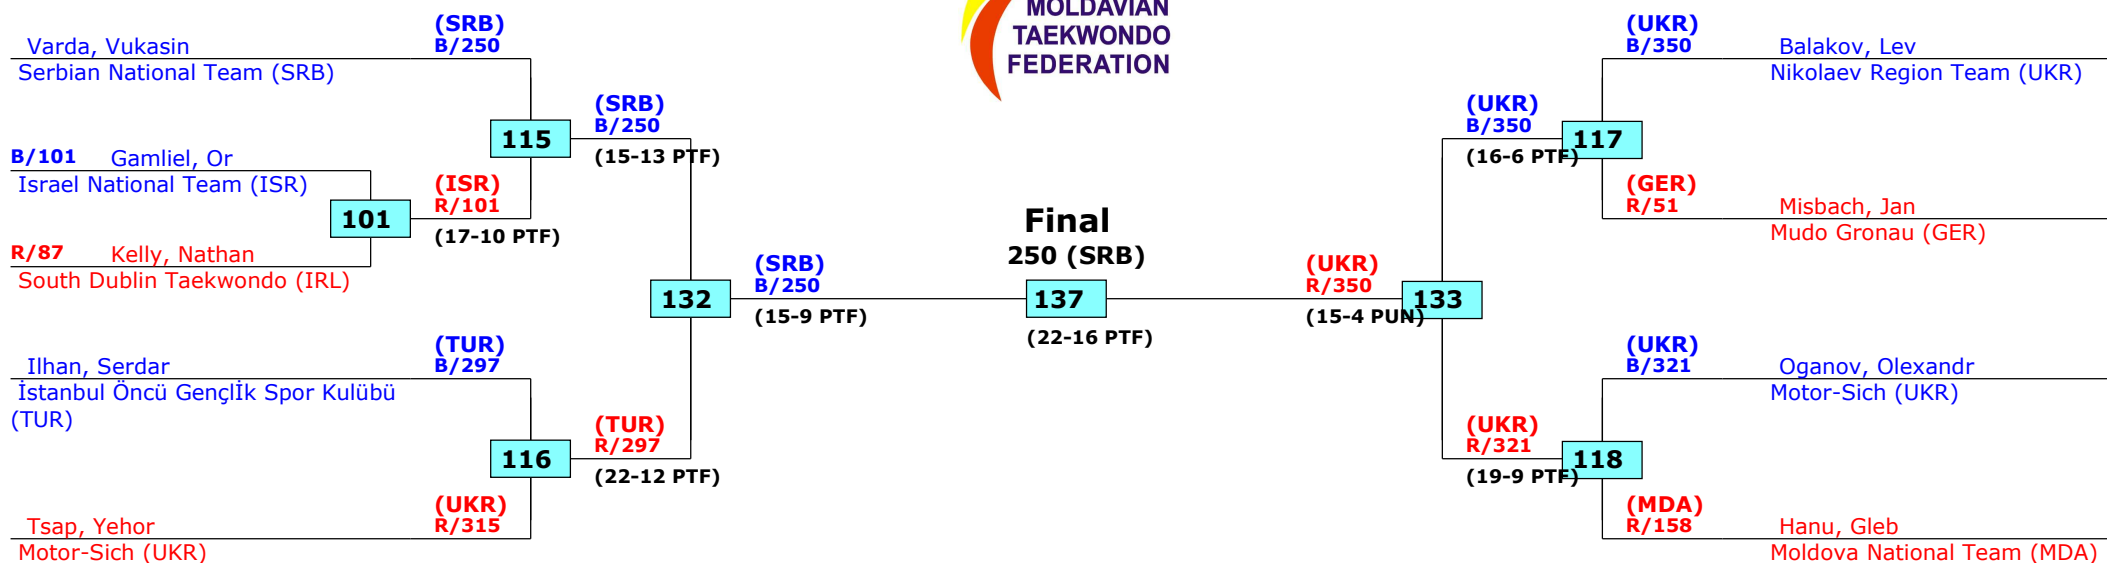 MOLDAVIAN
TAEKWONDO
FEDERATION
(SRB)
B/250
Varda, Vukasin
Serbian National Team (SRB)
B/101 Gamliel, Or
Israel National Team (ISR)
R/87 Kelly, Nathan
South Dublin Taekwondo (IRL)
101
(ISR)
R/101
(17-10 PTF)
115
(SRB)
B/250
(15-13 PTF)
(TUR)
B/297
Ilhan, Serdar
İstanbul Öncü Gençlİk Spor Kulübü
(TUR)
(UKR)
R/315
Tsap, Yehor
Motor-Sich (UKR)
116
(TUR)
R/297
(22-12 PTF)
132
(SRB)
B/250
(15-9 PTF)
Final
250 (SRB)
137
(22-16 PTF)
(UKR)
R/350
(15-4 PUN)
133
(UKR)
B/350
(16-6 PTF)
117
(UKR)
B/350
Balakov, Lev
Nikolaev Region Team (UKR)
(GER)
R/51
Misbach, Jan
Mudo Gronau (GER)
(UKR)
R/321
(19-9 PTF)
118
(UKR)
B/321
Oganov, Olexandr
Motor-Sich (UKR)
(MDA)
R/158
Hanu, Gleb
Moldova National Team (MDA)